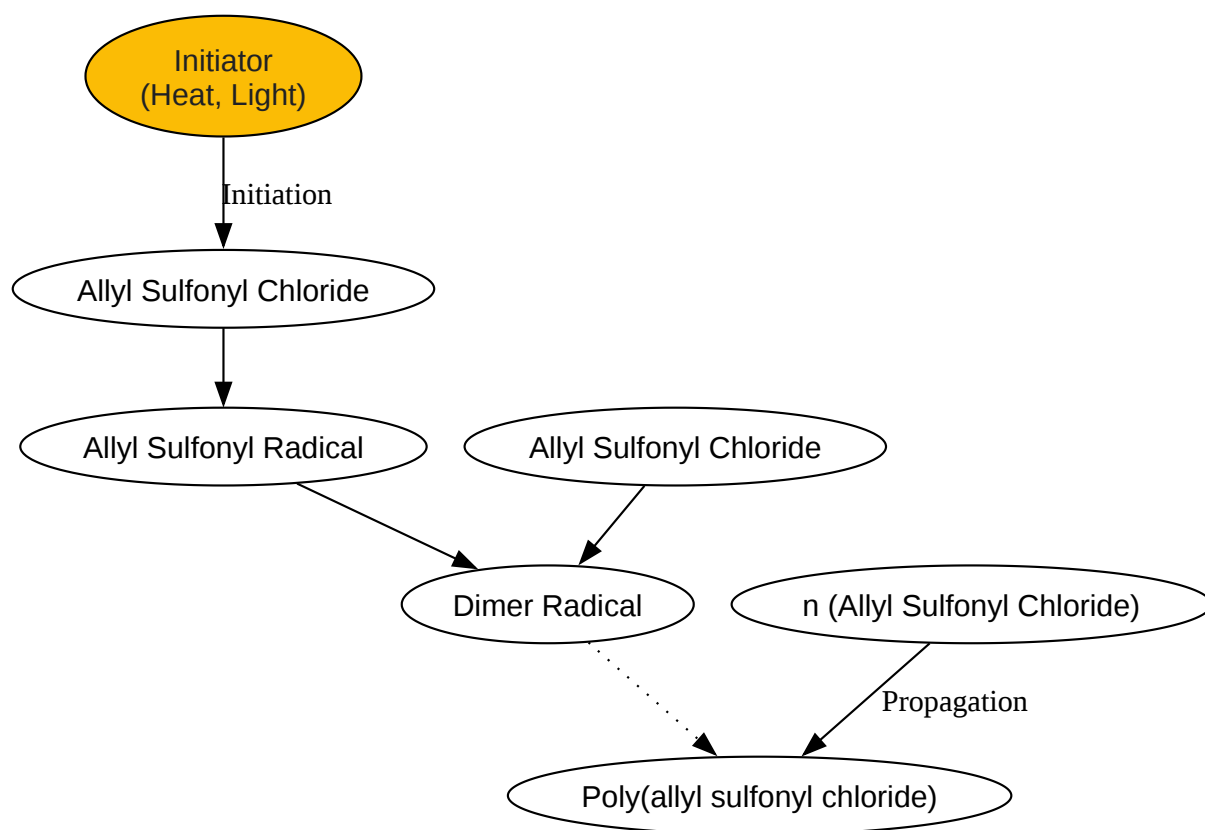 Initiator
(Heat, Light)
Initiation
Allyl Sulfonyl Chloride
Allyl Sulfonyl Radical
Allyl Sulfonyl Chloride
Dimer Radical
n (Allyl Sulfonyl Chloride)
Propagation
Poly(allyl sulfonyl chloride)